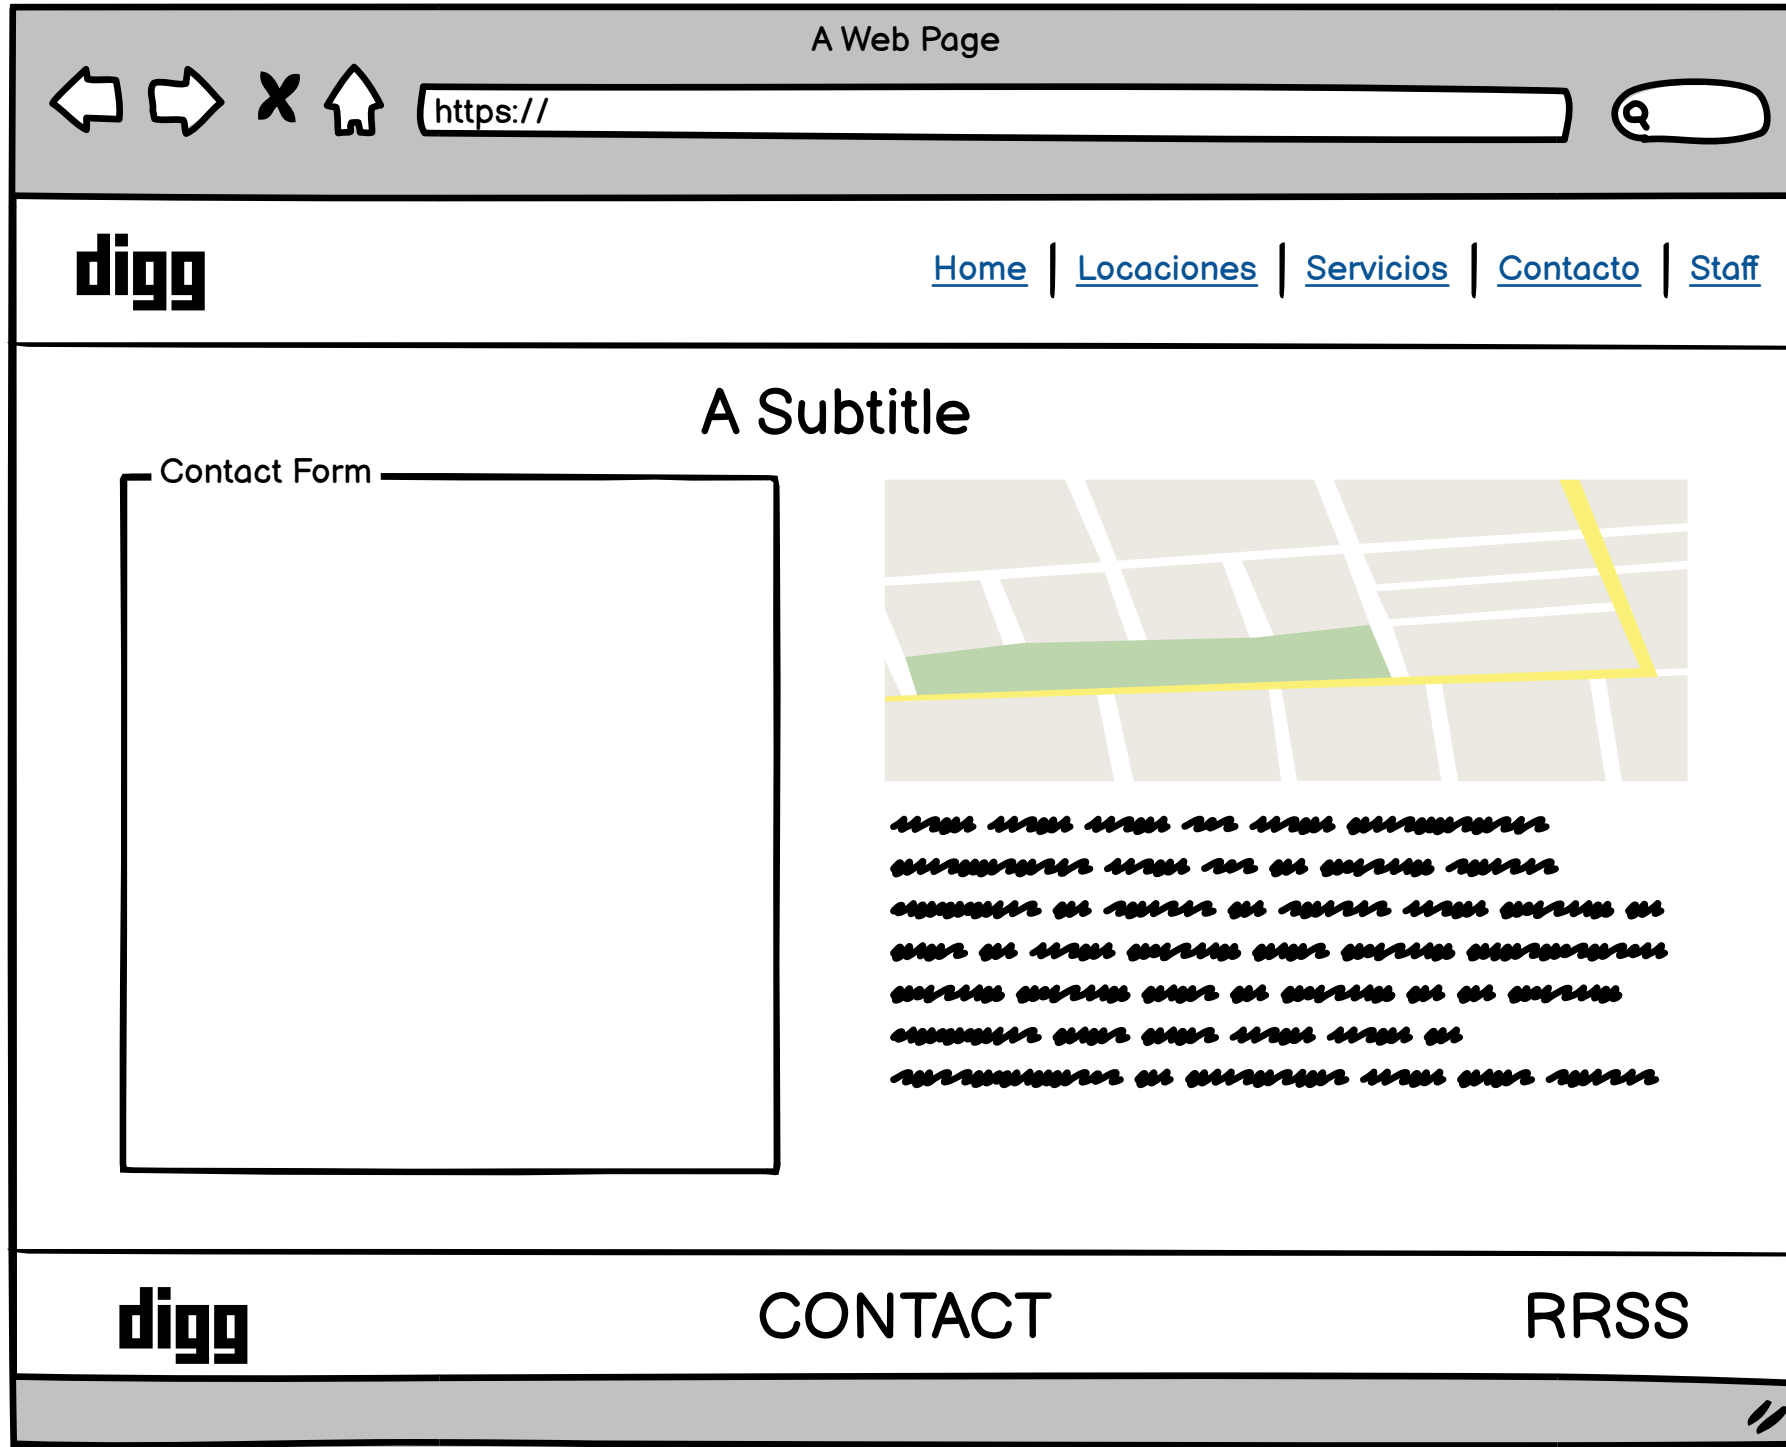 A Web Page
https://
digg
Home Locaciones Servicios Contacto Staff
A Subtitle
Contact Form
digg CONTACT RRSS